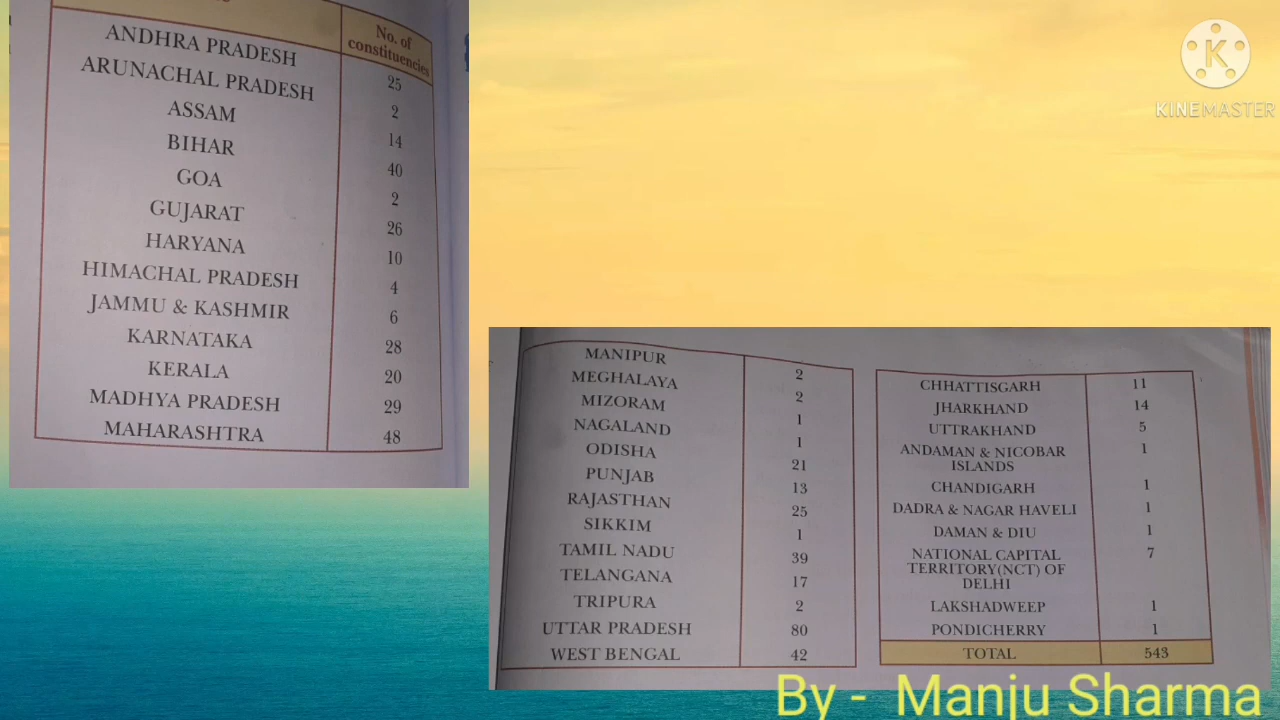 No. of
constituencies
ANDHRA PRADESH 25
ARUNACHAL PRADESH 2
ASSAM 14
BIHAR 40
GOA 2
GUJARAT 26
HARYANA 10
HIMACHAL PRADESH 4
JAMMU & KASHMIR 6
KARNATAKA 28
KERALA 20
MADHYA PRADESH 29
MAHARASHTRA 48
MANIPUR 2
MEGHALAYA 2
MIZORAM 1
NAGALAND 1
ODISHA 21
PUNJAB 13
RAJASTHAN 25
SIKKIM 1
TAMIL NADU 39
TELANGANA 17
TRIPURA 2
UTTAR PRADESH 80
WEST BENGAL 42
CHHATTISGARH 11
JHARKHAND 14
UTTRAKHAND 5
ANDAMAN & NICOBAR 1
ISLANDS
CHANDIGARH 1
DADRA & NAGAR HAVELI 1
DAMAN & DIU 1
NATIONAL CAPITAL 7
TERRITORY(NCT) OF
DELHI
LAKSHADWEEP 1
PONDICHERRY 1
TOTAL 543
K
KINEMASTER
By - Manju Sharma